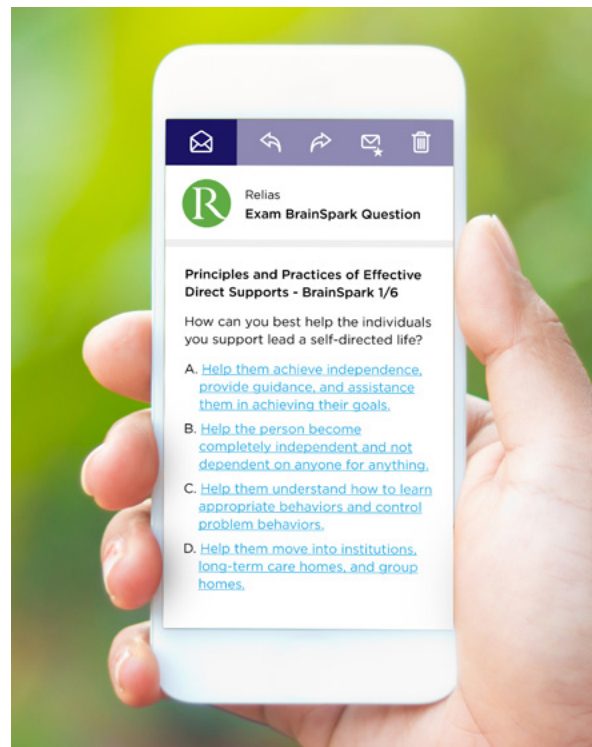 R
Relias
Exam BrainSpark Question
Principles and Practices of Effective
Direct Supports - BrainSpark 1/6
How can you best help the individuals
you support lead a self-directed life?
A. Help them achieve independence,
provide guidance, and assistance
them in achieving their goals.
B. Help the person become
completely independent and not
dependent on anyone for anything.
C. Help them understand how to learn
appropriate behaviors and control
problem behaviors.
D. Help them move into institutions,
long-term care homes, and group
homes.